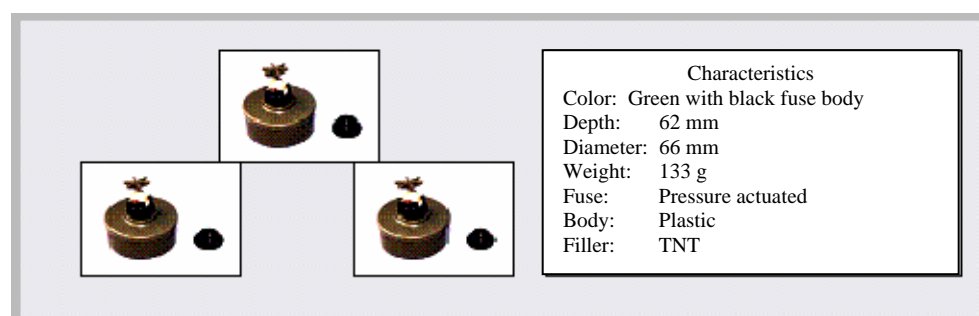 Characteristics
Color: Green with black fuse body
Depth: 62 mm
Diameter: 66 mm
Weight: 133 g
Fuse: Pressure actuated
Body: Plastic
Filler: TNT